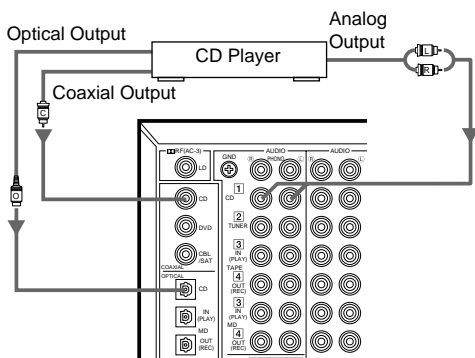 Optical Output
Analog
Output
CD Player
Coaxial Output
L
R
C
O
RF(AC-3)
LD
CD
DVD
CBL
/SAT
COAXIAL
OPTICAL
CD
IN
(PLAY)
MD
OUT
(REC)
GND
AUDIO
R PHONO L
AUDIO
R L
1
CD
2
TUNER
3
IN
(PLAY)
TAPE
4
OUT
(REC)
3
IN
(PLAY)
MD
4
OUT
(REC)